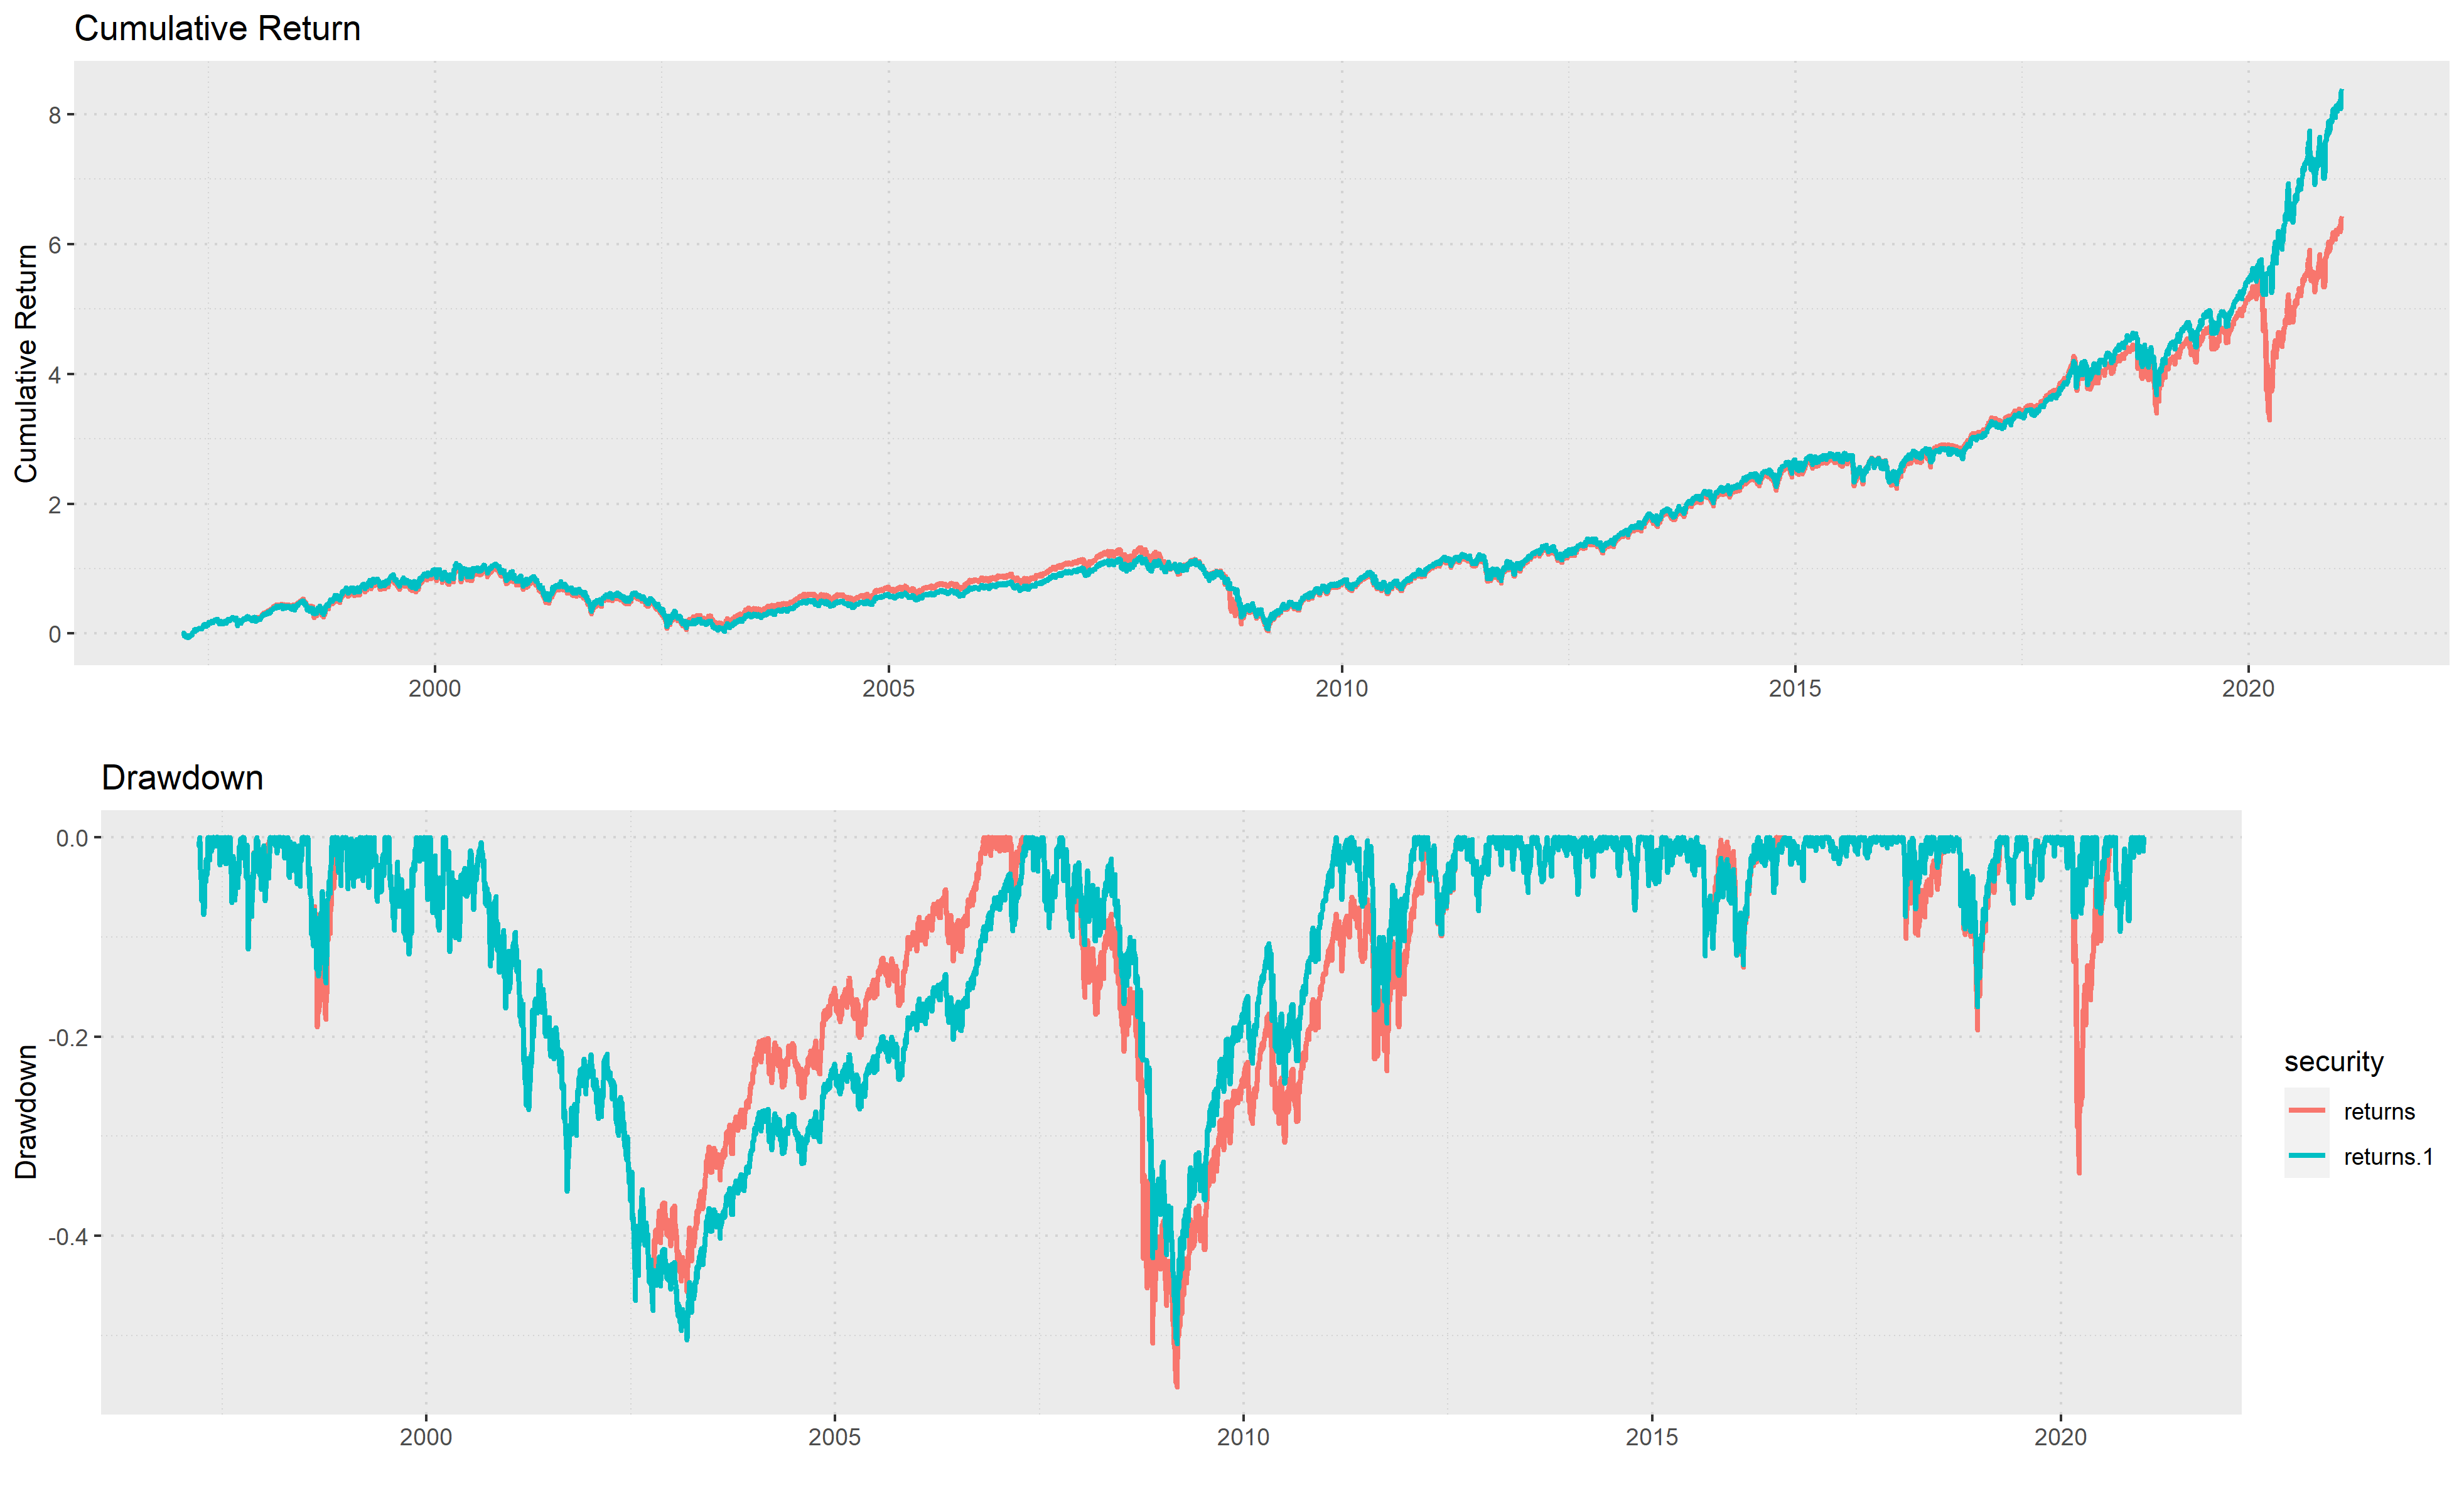 Cumulative Return
Cumulative Return
8
6
4
2
0
2000 2005 2010 2015 2020
Drawdown
Drawdown
0.0
-0.2
-0.4
2000 2005 2010 2015 2020
security
returns
returns.1